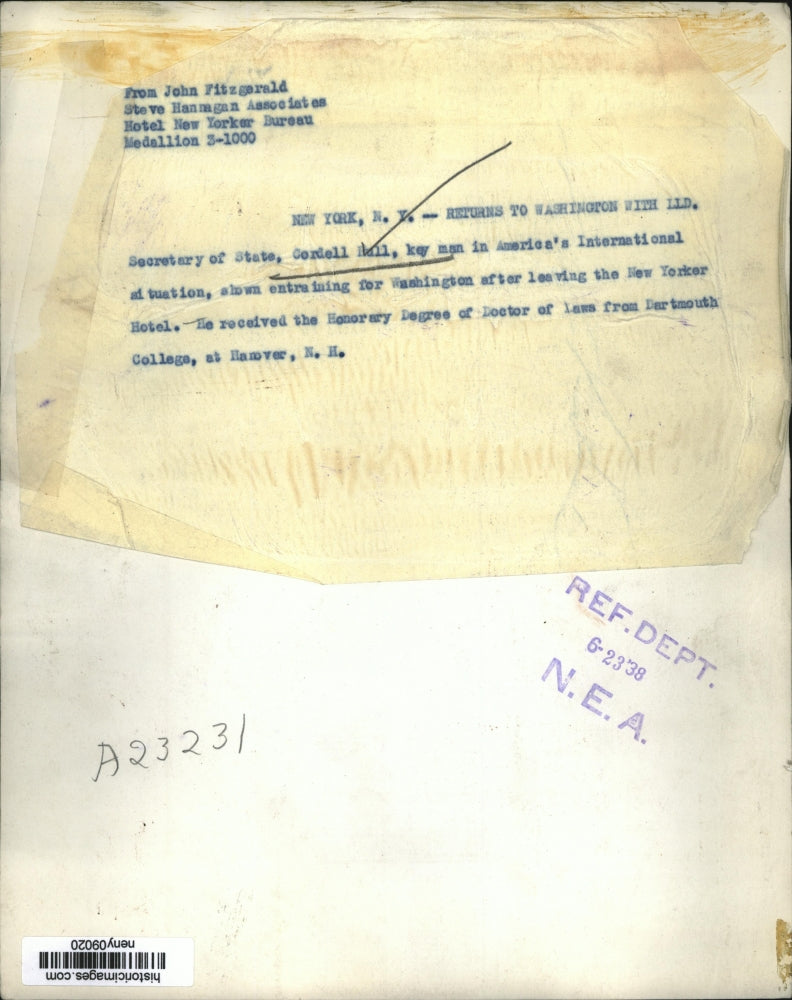 From John Fitzgerald
Steve Hannagan Associates
Hotel New Yorker Bureau
Medallion 3-1000
NEW YORK, N. Y. -- RETURNS TO WASHINGTON WITH LLD.
Secretary of State, Cordell Hull, key man in America's International
situation, shown entraining for Washington after leaving the New Yorker
Hotel. He received the Honorary Degree of Doctor of Laws from Dartmouth
College, at Hanover, N. H.
REF. DEPT.
6-23'38
N.E.A.
A23231
historicimages.com
neny09020